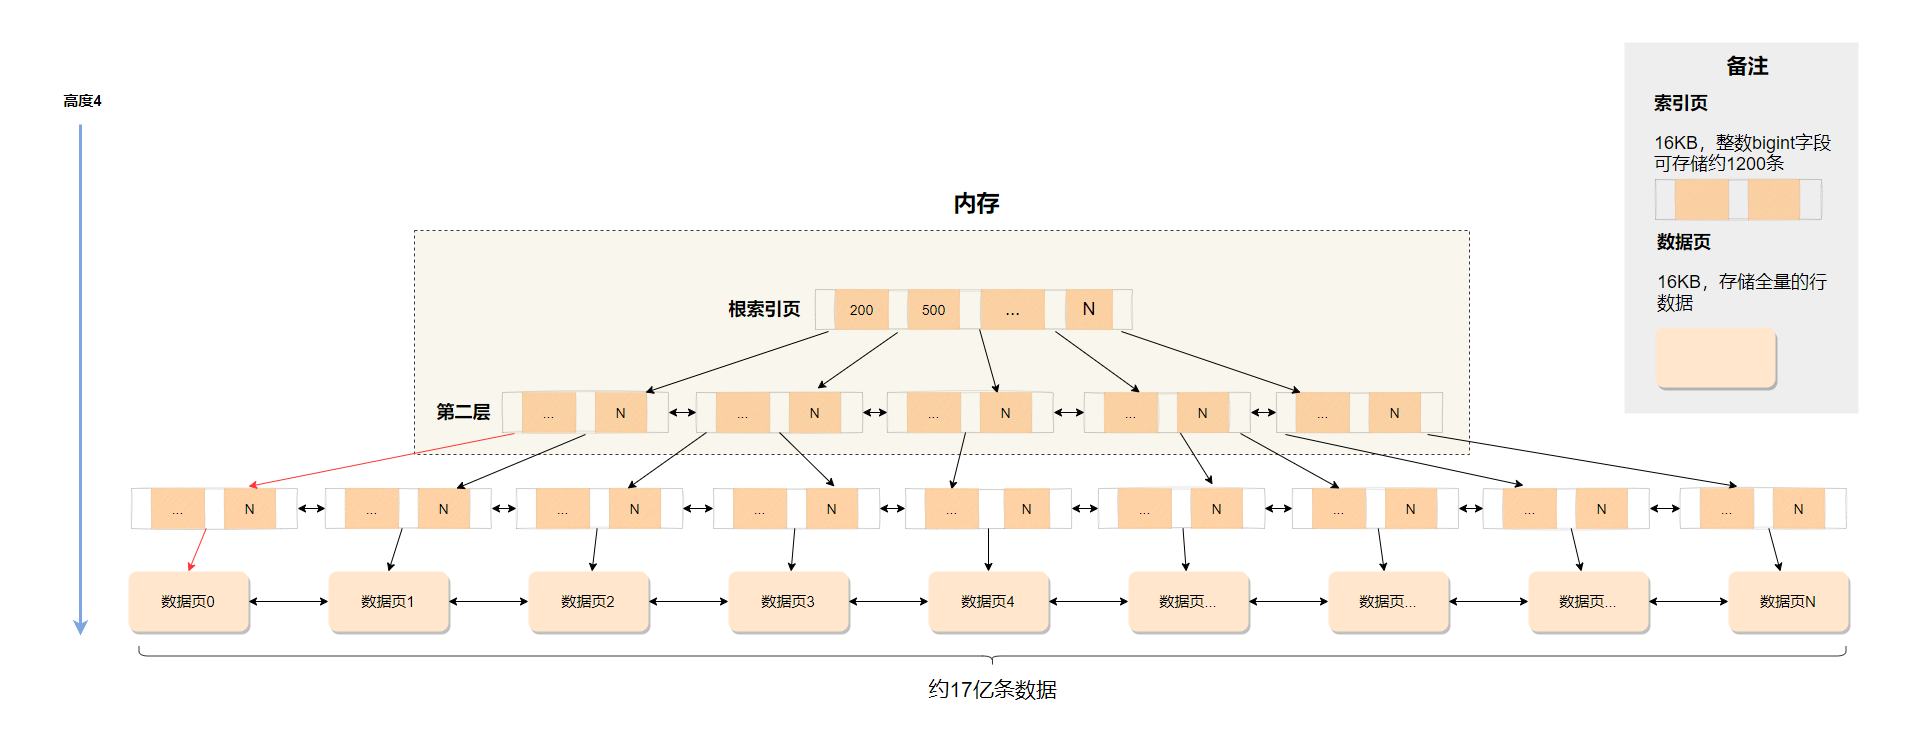 备注
索引页
16KB，整数bigint字段
可存储约1200条
数据页
16KB，存储全量的行
数据
高度4
内存
根索引页
200
500
...
N
第二层
...
N
...
N
...
N
...
N
...
N
...
N
...
N
...
N
...
N
...
N
...
N
...
N
...
N
...
N
数据页0
数据页1
数据页2
数据页3
数据页4
数据页...
数据页...
数据页...
数据页N
约17亿条数据